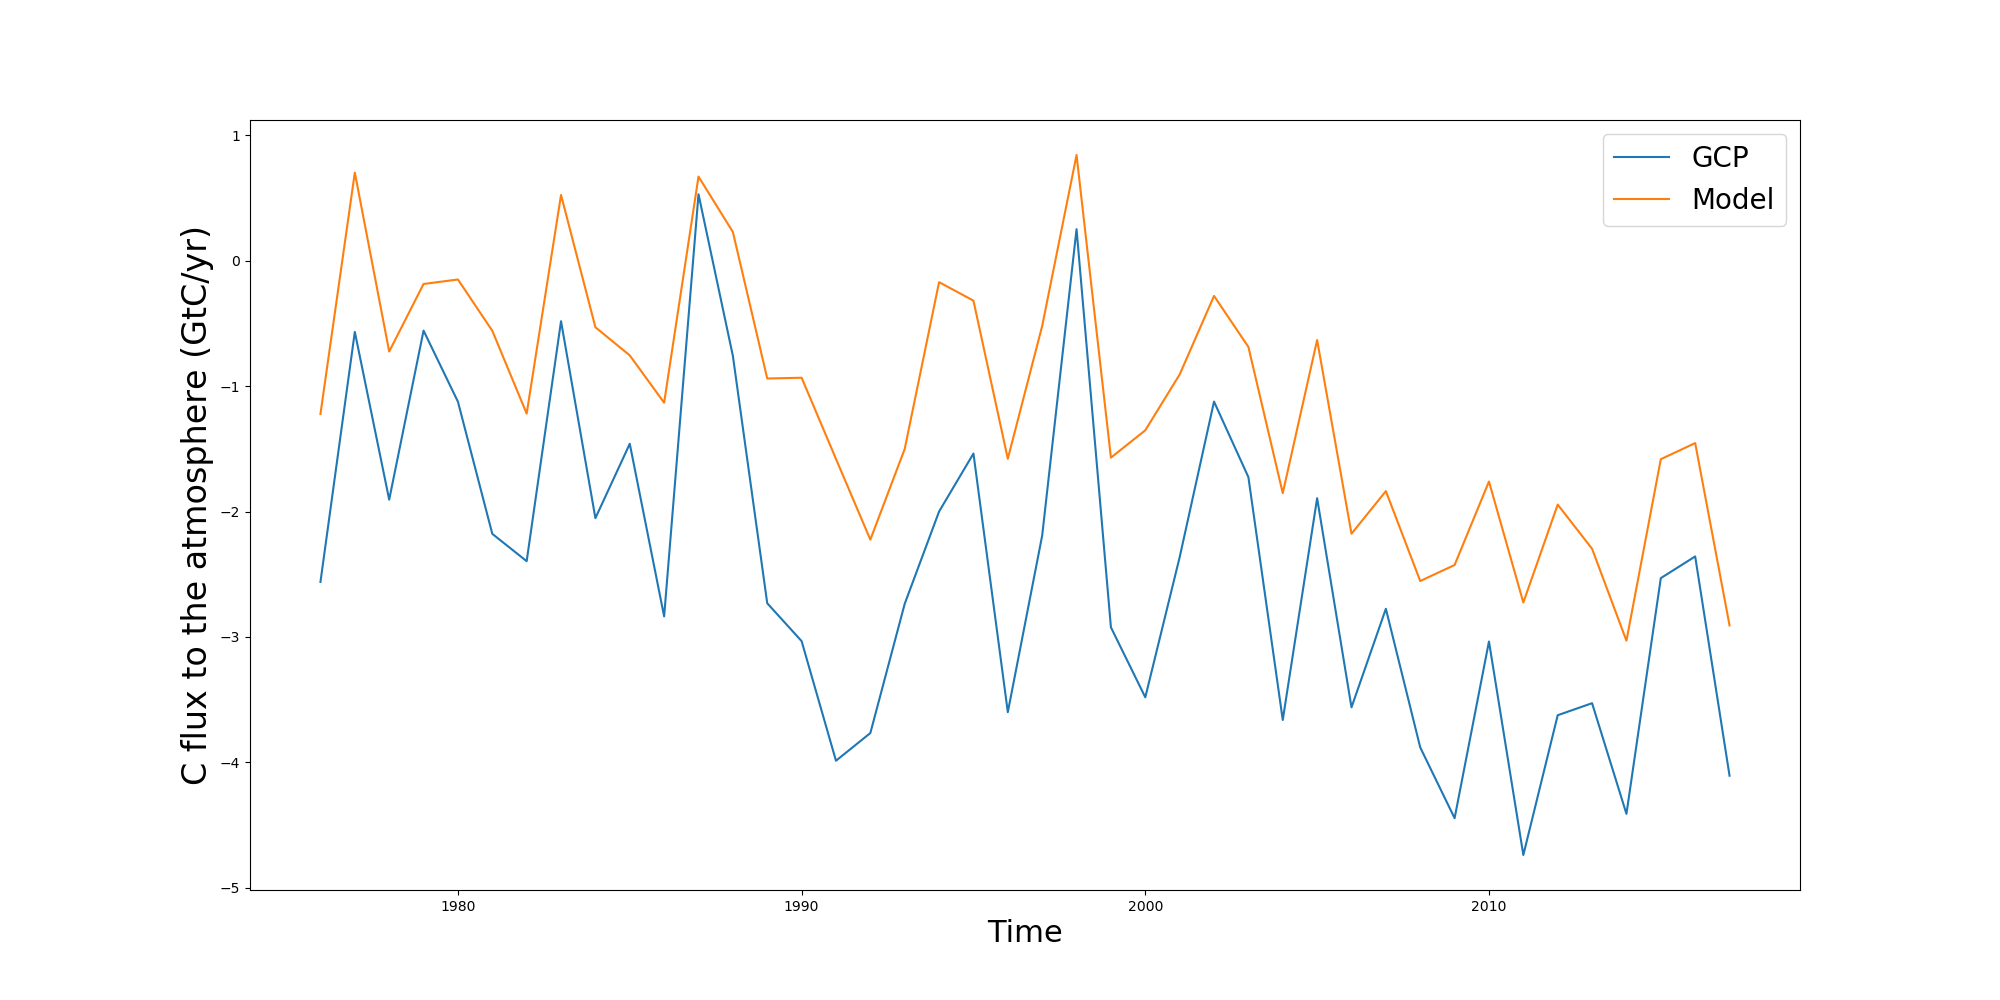 GCP
Model
C flux to the atmosphere (GtC/yr)
1
0
−1
−2
−3
−4
−5
1980
1990
2000
2010
Time